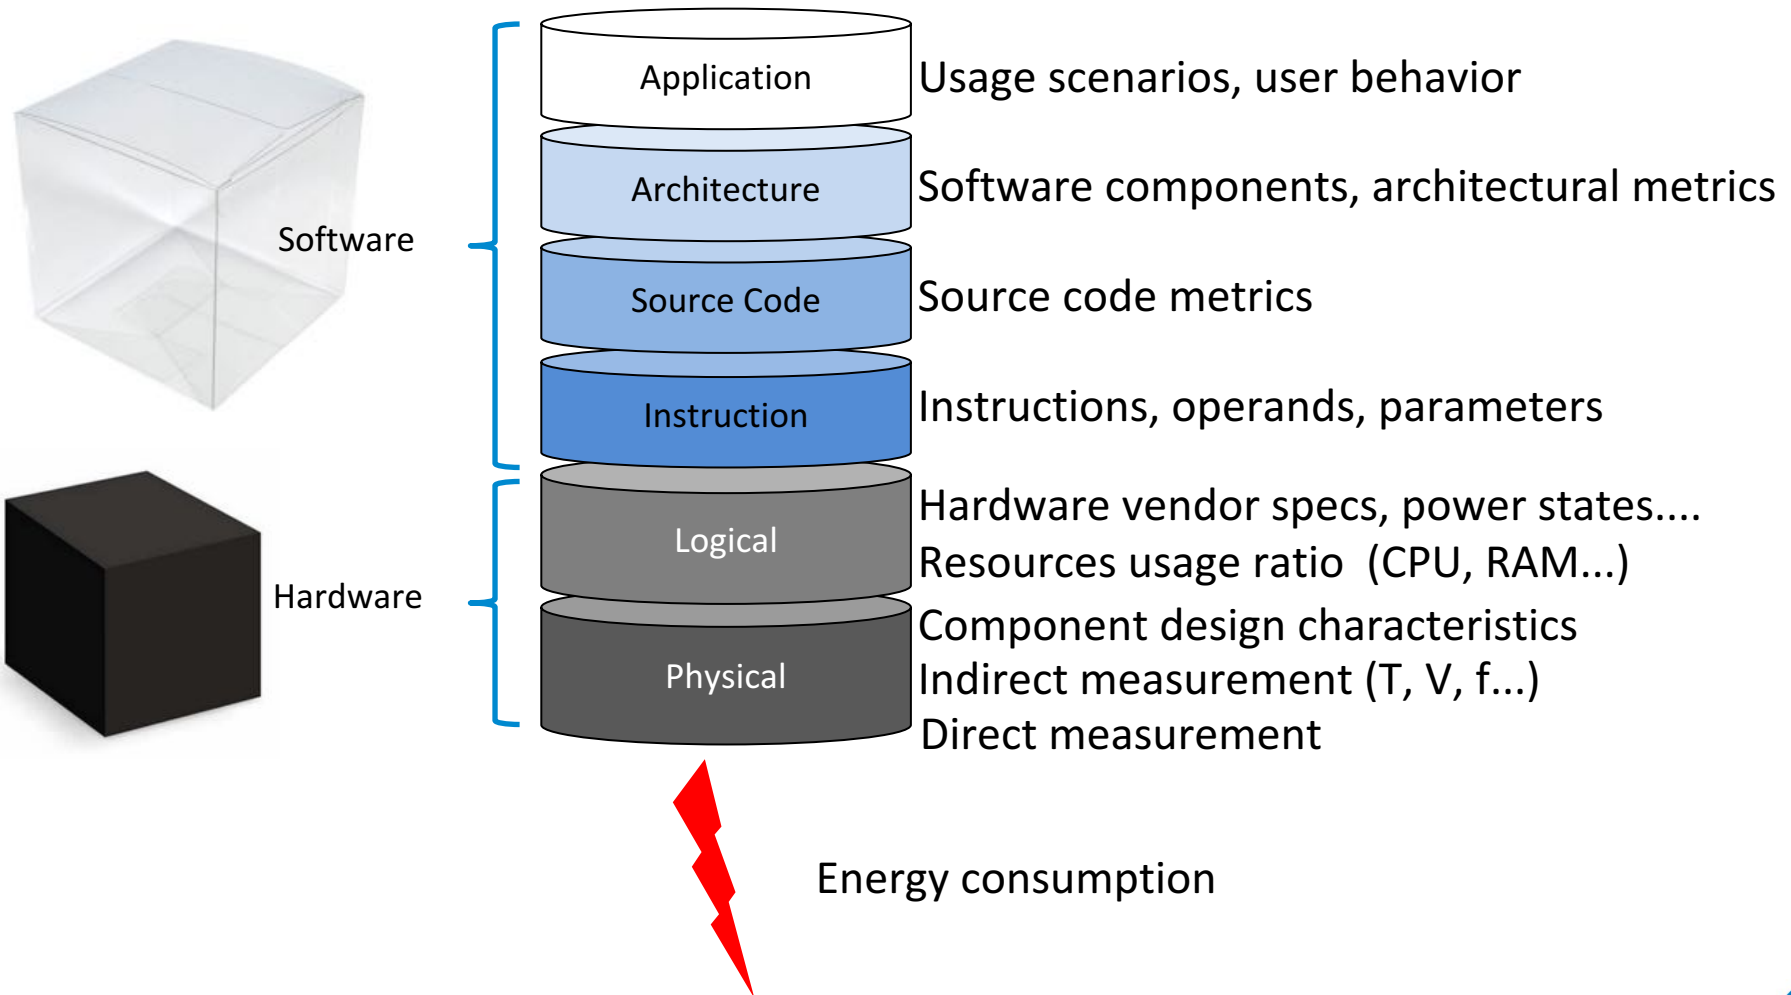 Application
Usage scenarios, user behavior
Architecture
Software components, architectural metrics
Software
Source Code
Source code metrics
Instruction
Instructions, operands, parameters
Logical
Hardware vendor specs, power states....
Resources usage ratio  (CPU, RAM...)
Hardware
Physical
Component design characteristics
Indirect measurement (T, V, f...)
Direct measurement
Energy consumption